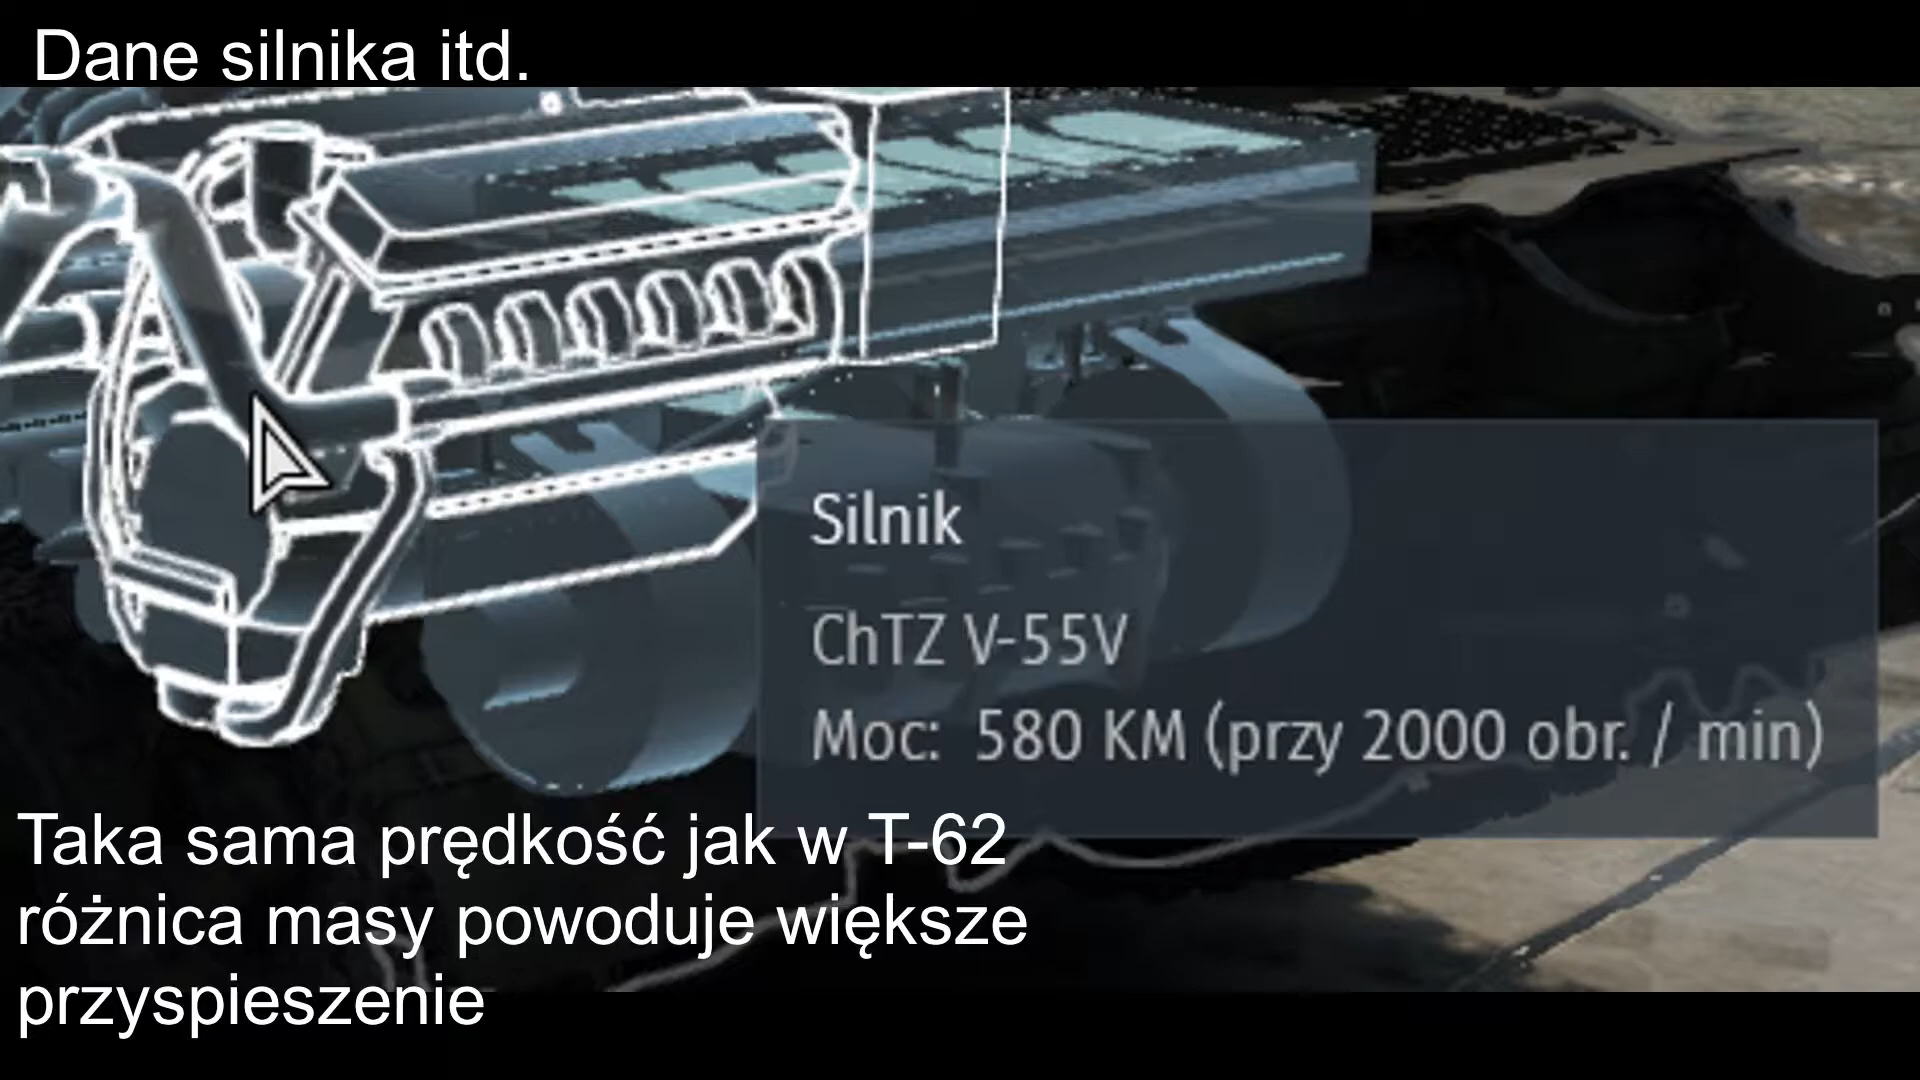 Dane silnika itd.
Silnik
ChTZ V-55V
Moc: 580 KM (przy 2000 obr. / min)
Taka sama prędkość jak w T-62
różnica masy powoduje większe
przyspieszenie